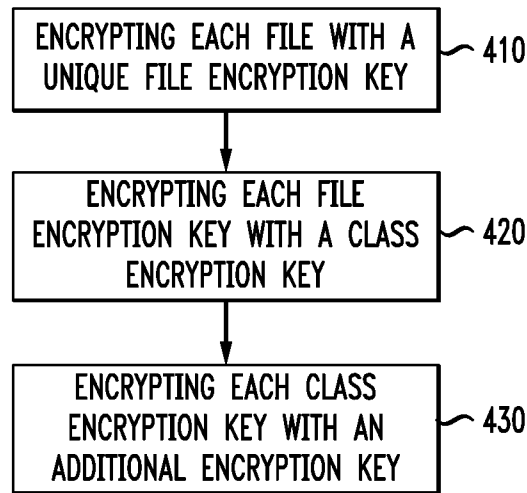 ENCRYPTING EACH FILE WITH A
UNIQUE FILE ENCRYPTION KEY
410
ENCRYPTING EACH FILE
ENCRYPTION KEY WITH A CLASS
ENCRYPTION KEY
420
ENCRYPTING EACH CLASS
ENCRYPTION KEY WITH AN
ADDITIONAL ENCRYPTION KEY
430